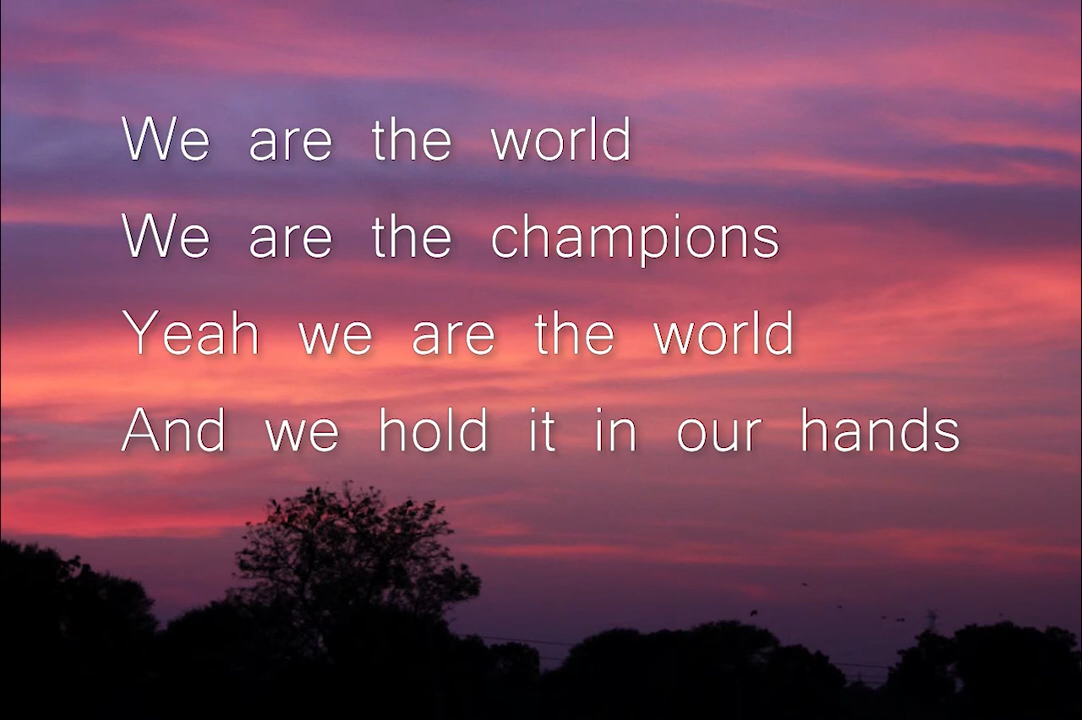 We are the world
We are the champions
Yeah we are the world
And we hold it in our hands